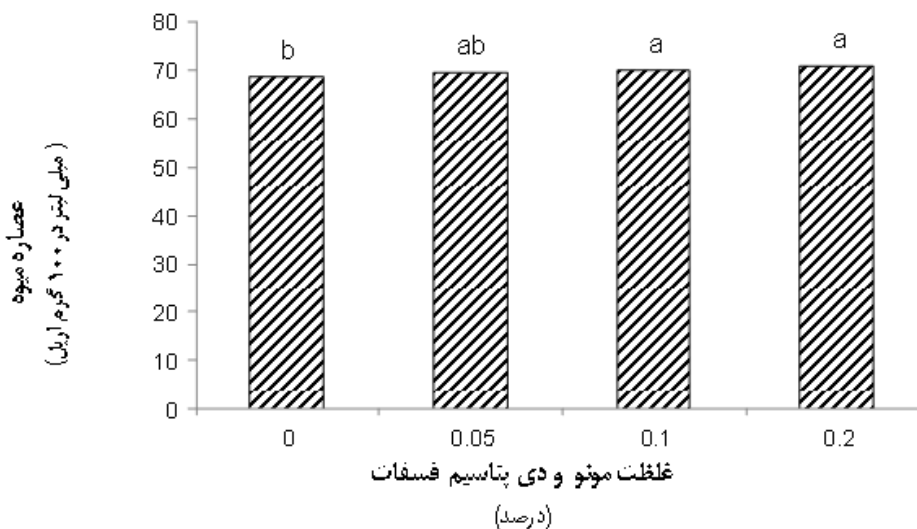 80
70
60
50
40
30
20
10
0
b
ab
a
a
0
0.05
0.1
0.2
عصاره میوه
(میلی لیتر در ۱۰۰ گرم اریل)
غلظت مونو و دی پتاسیم فسفات
(درصد)